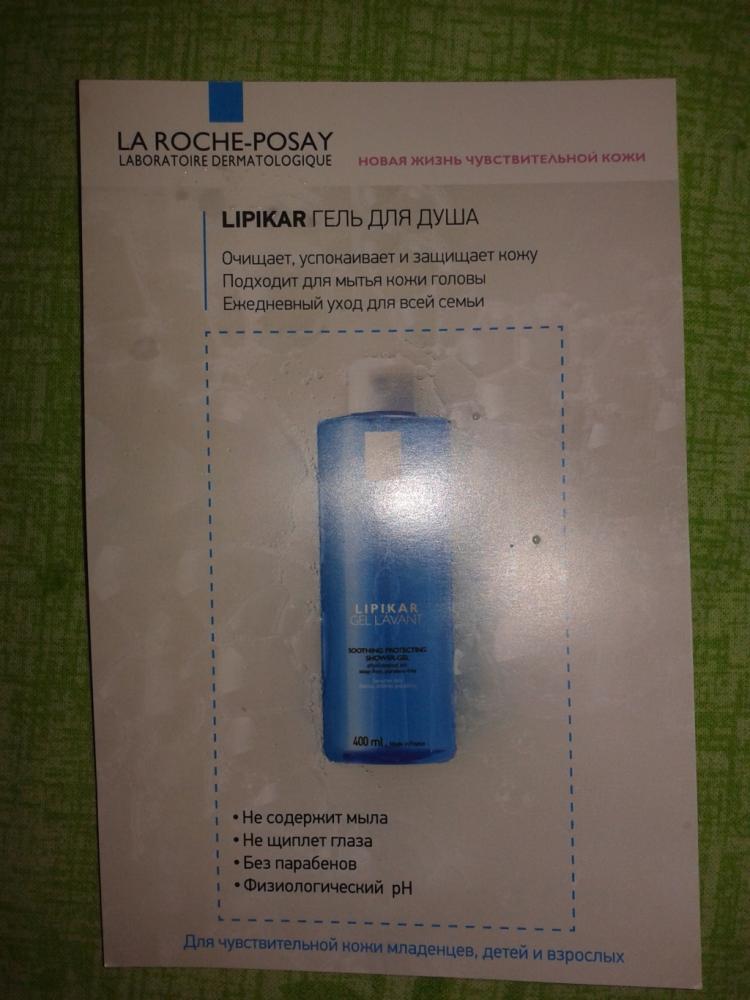 LA ROCHE-POSAY
LABORATOIRE DERMATOLOGIQUE
НОВАЯ ЖИЗНЬ ЧУВСТВИТЕЛЬНОЙ КОЖИ
LIPIKAR ГЕЛЬ ДЛЯ ДУША
Очищает, успокаивает и защищает кожу
Подходит для мытья кожи головы
Ежедневный уход для всей семьи
LIPIKAR
GEL LAVANT
SOOTHING PROTECTING
SHOWER GEL
400 ml
• Не содержит мыла
• Не щиплет глаза
• Без парабенов
• Физиологический pH
Для чувствительной кожи младенцев, детей и взрослых